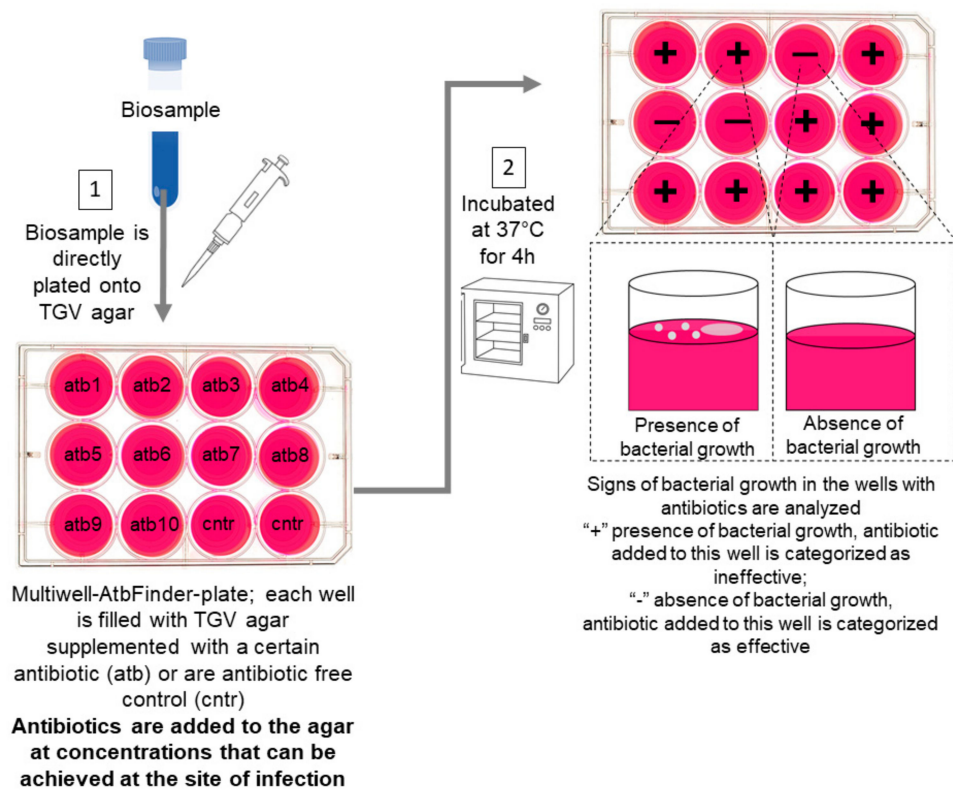 Biosample
1
Biosample is
directly
plated onto
TGV agar
atb1 atb2 atb3 atb4
atb5 atb6 atb7 atb8
atb9 atb10 cntr cntr
Multiwell-AtbFinder-plate; each well
is filled with TGV agar
supplemented with a certain
antibiotic (atb) or are antibiotic free
control (cntr)
Antibiotics are added to the agar
at concentrations that can be
achieved at the site of infection
2
Incubated
at 37°C
for 4h
+ + − +
− − + +
+ + + +
Presence of
bacterial growth
Absence of
bacterial growth
Signs of bacterial growth in the wells with
antibiotics are analyzed
“+” presence of bacterial growth, antibiotic
added to this well is categorized as
ineffective;
“-” absence of bacterial growth,
antibiotic added to this well is categorized
as effective